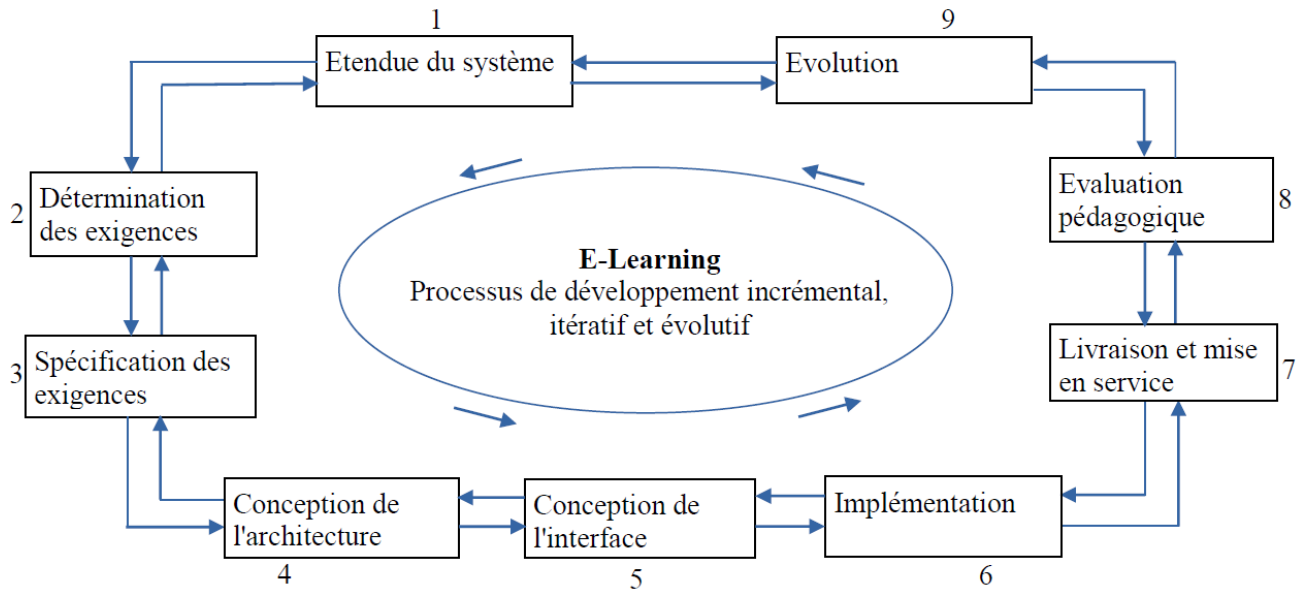 1
Etendue du système
9
Evolution
2
Détermination
des exigences
Evaluation
pédagogique
8
E-Learning
Processus de développement incrémental,
itératif et évolutif
3
Spécification des
exigences
Livraison et mise
en service
7
Conception de
l'architecture
4
Conception de
l'interface
5
Implémentation
6